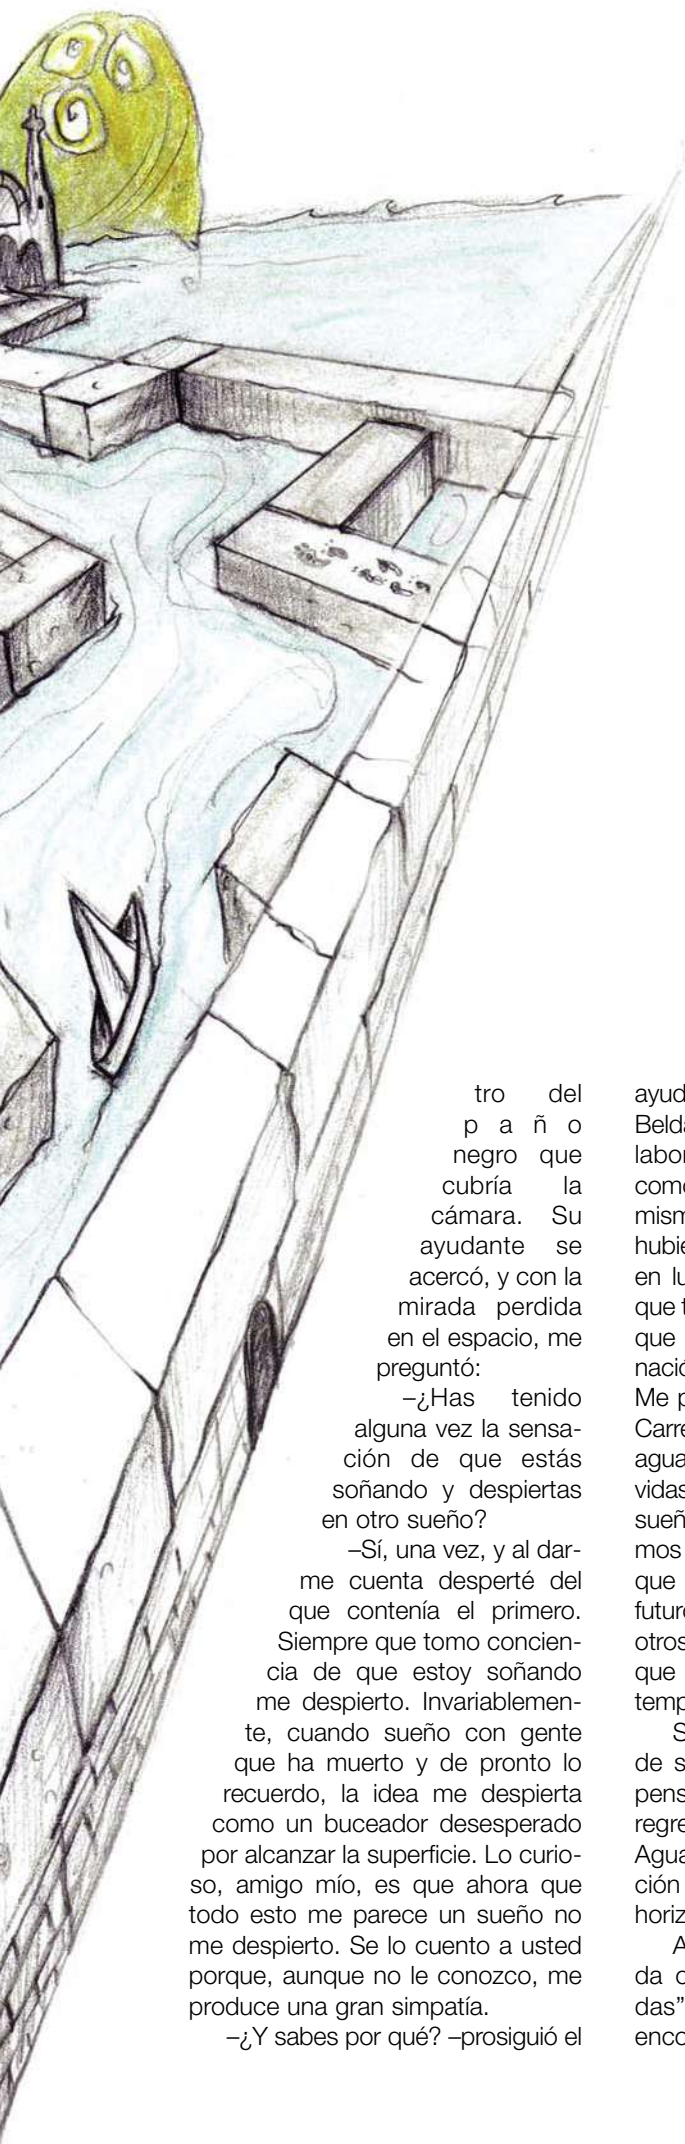 tro del
paño
negro que
cubría la
cámara. Su
ayudante se
acercó, y con la
mirada perdida
en el espacio, me
preguntó:
–¿Has tenido
alguna vez la sensa-
ción de que estás
soñando y despiertas
en otro sueño?
–Sí, una vez, y al dar-
me cuenta desperté del
que contenía el primero.
Siempre que tomo concien-
cia de que estoy soñando
me despierto. Invariablemen-
te, cuando sueño con gente
que ha muerto y de pronto lo
recuerdo, la idea me despierta
como un buceador desesperado
por alcanzar la superficie. Lo curio-
so, amigo mío, es que ahora que
todo esto me parece un sueño no
me despierto. Se lo cuento a usted
porque, aunque no le conozco, me
produce una gran simpatía.
–¿Y sabes por qué? –prosiguió el
ayud
Belda
labor
como
mism
hubie
en lu
que t
que
nació
Me p
Carre
agua
vidas
sueñ
mos
que
futuro
otros
que
temp
S
de s
pens
regre
Agua
ción
horiz
A
da c
das”
enco